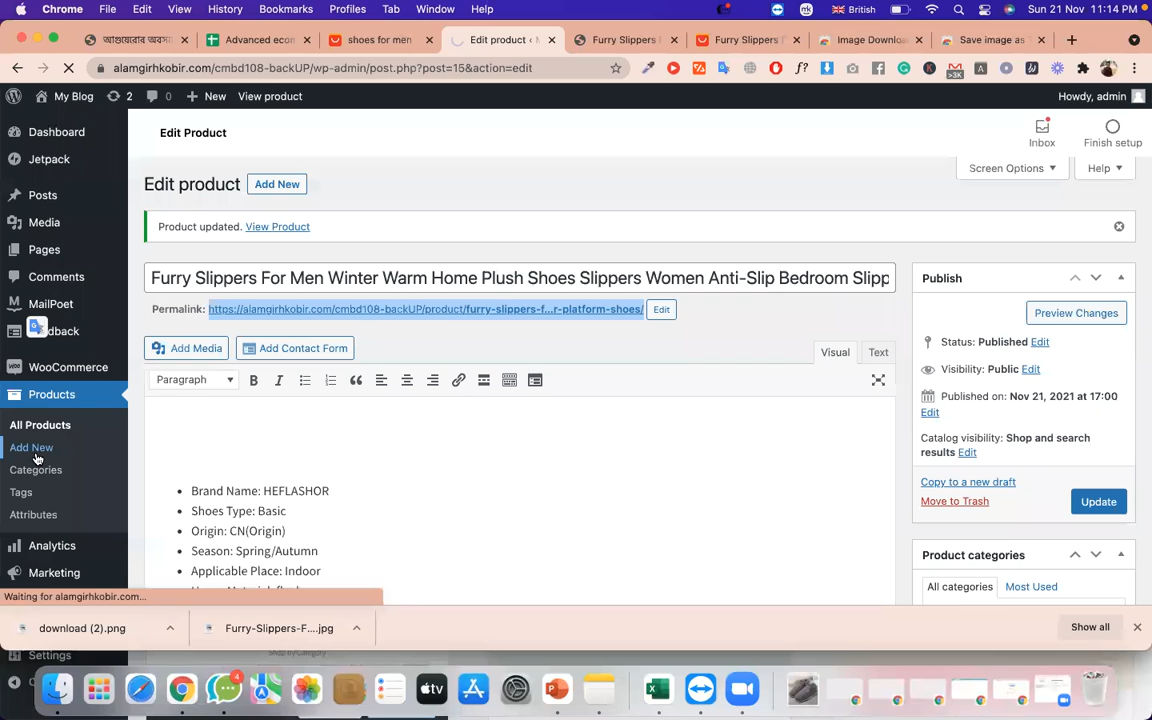 Chrome File Edit View History Bookmarks Profiles Tab Window Help British Sun 21 Nov 11:14 PM
আগুয়েরোর অবস Advanced econ shoes for men Edit product ‹ M Furry Slippers F Furry Slippers F Image Download Save image as T
alamgirhkobir.com/cmbd108-backUP/wp-admin/post.php?post=15&action=edit
>3K
My Blog 2 0 New View product Howdy, admin
Dashboard
Jetpack
Posts
Media
Pages
Comments
MailPoet
edback
WooCommerce
Products
All Products
Add New
Categories
Tags
Attributes
Analytics
Marketing
Settings
Edit Product
Inbox
Finish setup
Screen Options Help
Edit product Add New
Product updated. View Product
Furry Slippers For Men Winter Warm Home Plush Shoes Slippers Women Anti-Slip Bedroom Slipp
Permalink: https://alamgirhkobir.com/cmbd108-backUP/product/furry-slippers-f...r-platform-shoes/ Edit
Add Media Add Contact Form
Visual Text
Paragraph
Brand Name: HEFLASHOR
Shoes Type: Basic
Origin: CN(Origin)
Season: Spring/Autumn
Applicable Place: Indoor
Publish
Preview Changes
Status: Published Edit
Visibility: Public Edit
Published on: Nov 21, 2021 at 17:00
Edit
Catalog visibility: Shop and search
results Edit
Copy to a new draft
Move to Trash
Update
Product categories
All categories Most Used
Waiting for alamgirhkobir.com...
download (2).png Furry-Slippers-F....jpg Show all
4
tv